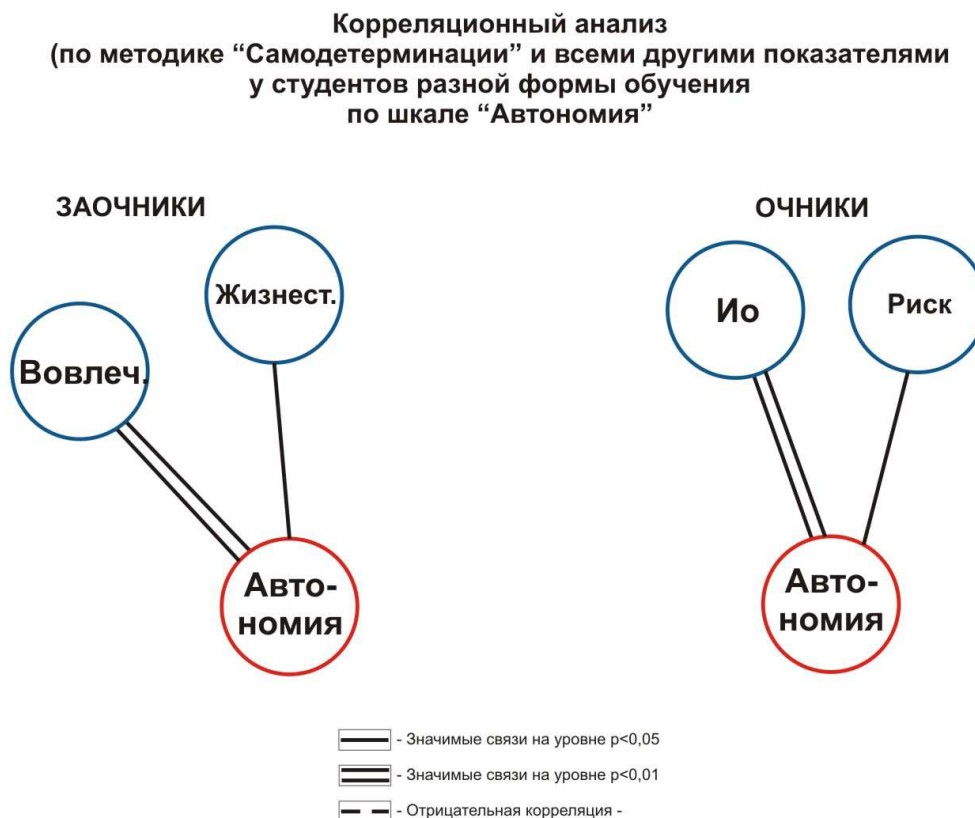 Корреляционный анализ
(по методике “Самодетерминации” и всеми другими показателями
у студентов разной формы обучения
по шкале “Автономия”
ЗАОЧНИКИ
Вовлеч.
Жизнест.
Авто-
номия
ОЧНИКИ
Ио
Риск
Авто-
номия
- Значимые связи на уровне p<0,05
- Значимые связи на уровне p<0,01
- Отрицательная корреляция -